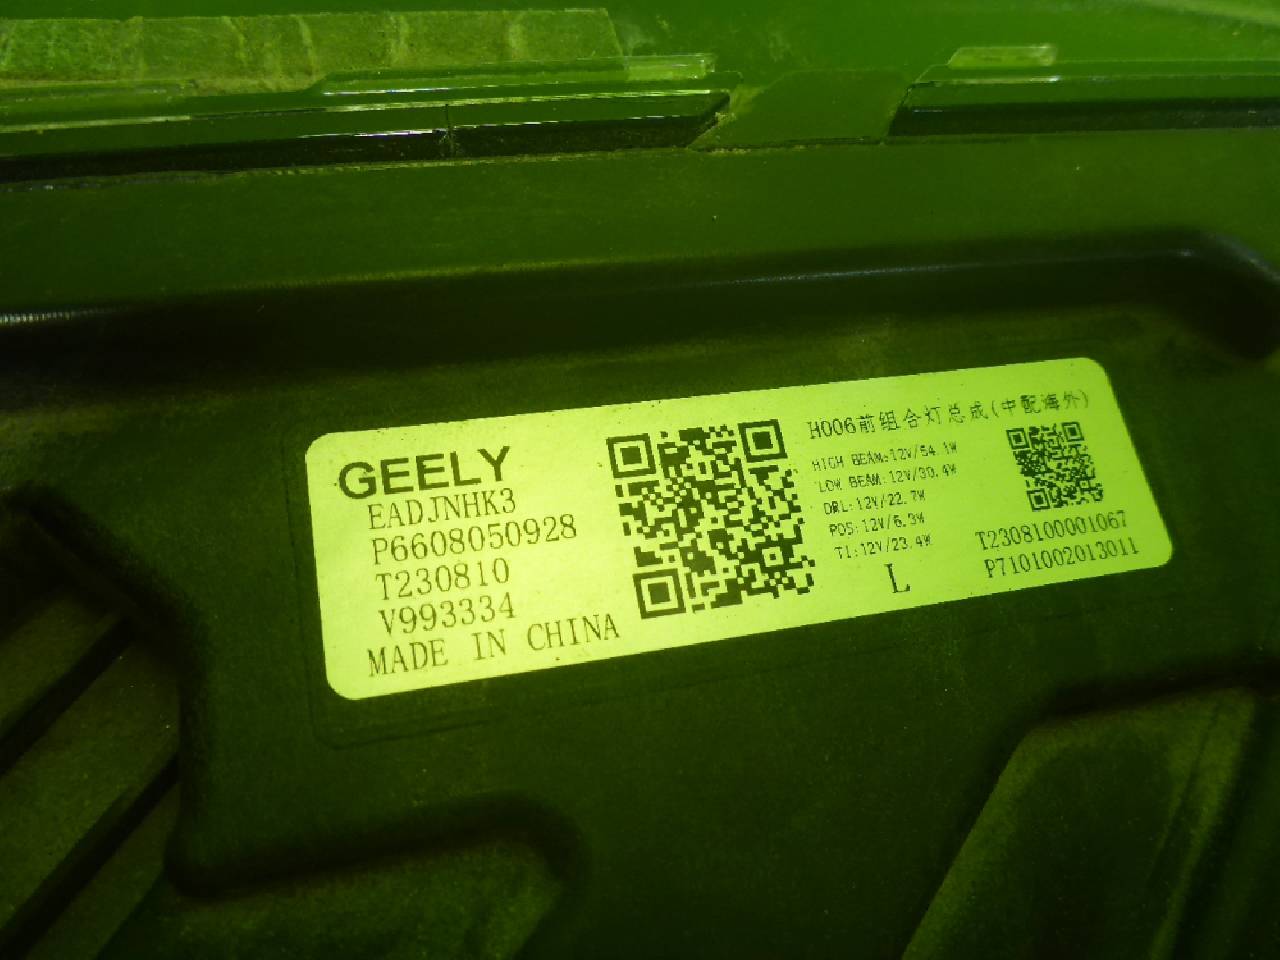 GEELY
EADJNHK3
P6608050928
T230810
V993334
MADE IN CHINA
H006前组合灯总成(中配海外)
HIGH BEAM:12V/54.1W
LOW BEAM:12V/30.4W
DRL:12V/22.7W
POS:12V/6.3W
TI:12V/23.4W
L
T2308100001067
P7101002013011